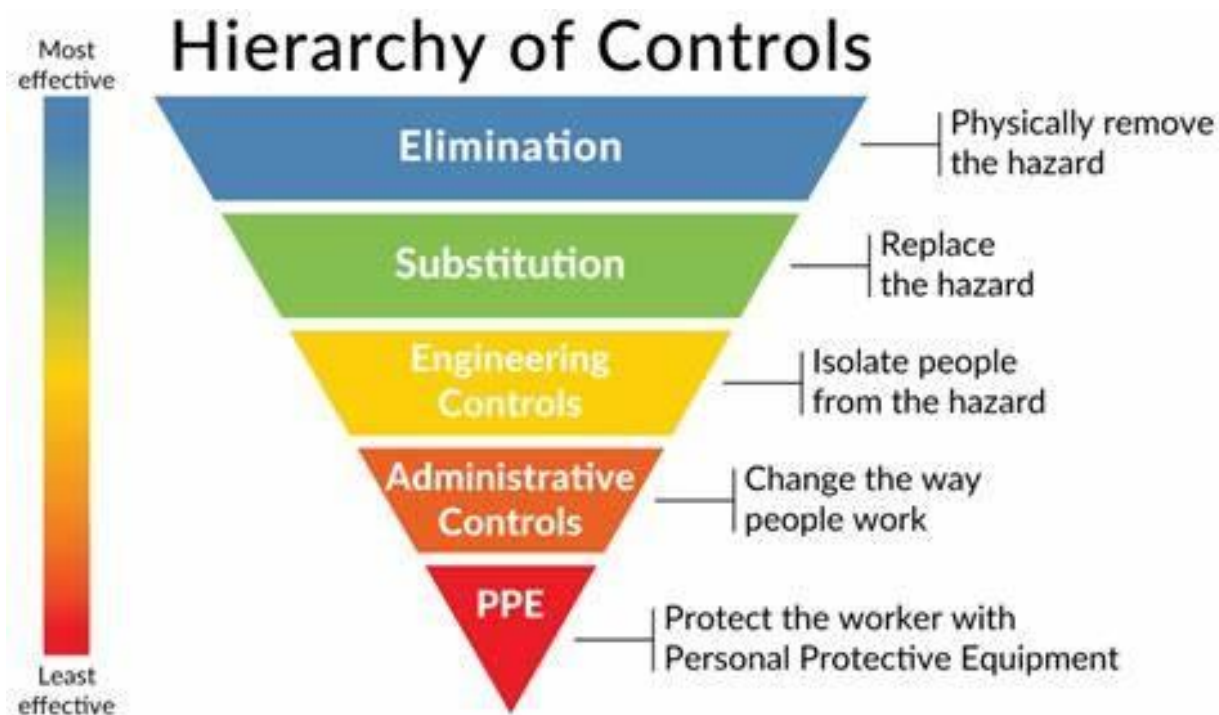 Hierarchy of Controls
Most
effective
Elimination
Physically remove
the hazard
Substitution
Replace
the hazard
Engineering
Controls
Isolate people
from the hazard
Administrative
Controls
Change the way
people work
PPE
Protect the worker with
Personal Protective Equipment
Least
effective